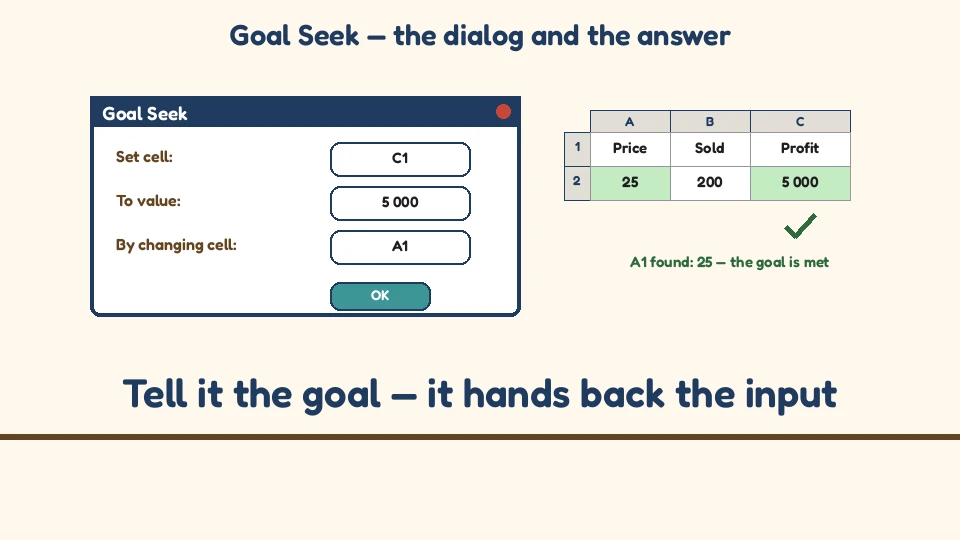 Goal Seek — the dialog and the answer
Goal Seek
Set cell: C1
To value: 5 000
By changing cell: A1
OK
A B C
1 Price Sold Profit
2 25 200 5 000
A1 found: 25 — the goal is met
Tell it the goal — it hands back the input